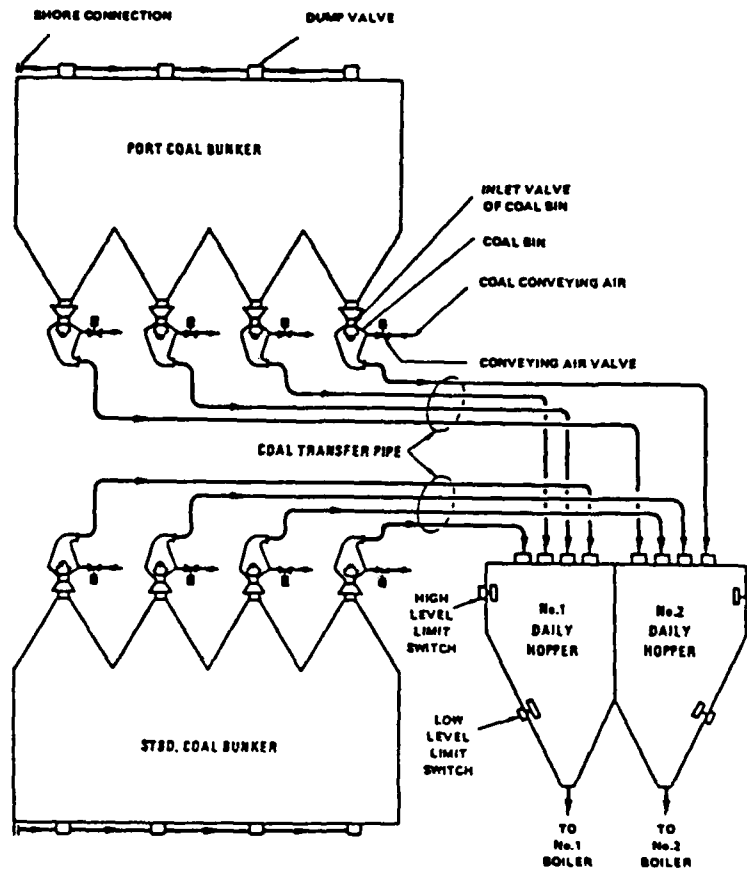 SHORE CONNECTION
DUMP VALVE
PORT COAL BUNKER
INLET VALVE
OF COAL BIN
COAL BIN
COAL CONVEYING AIR
CONVEYING AIR VALVE
COAL TRANSFER PIPE
HIGH
LEVEL
LIMIT
SWITCH
No.1
DAILY
HOPPER
No.2
DAILY
HOPPER
LOW
LEVEL
LIMIT
SWITCH
STBD. COAL BUNKER
TO
No.1
BOILER
TO
No.2
BOILER